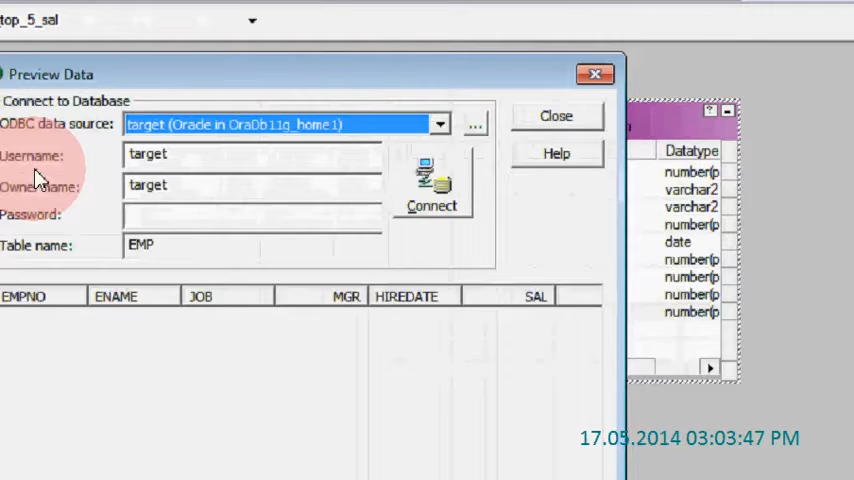 top_5_sal
Preview Data
Connect to Database
ODBC data source: target (Oracle in OraDb11g_home1) ...
Close
Username: target
Help
Owner name: target
Connect
Password:
Table name: EMP
EMPNO ENAME JOB MGR HIREDATE SAL
Datatype
number(p
varchar2
varchar2
number(p
date
number(p
number(p
number(p
number(p
17.05.2014 03:03:47 PM